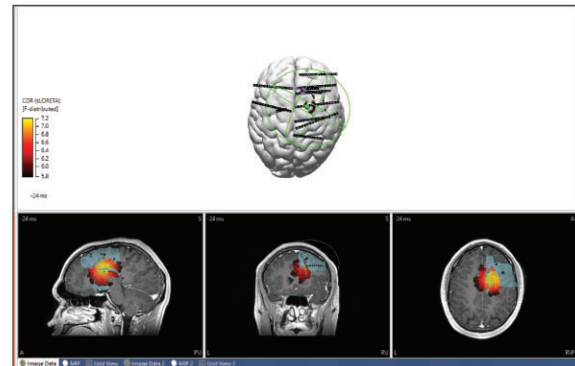 CDR (sLORETA)
[F-distributed]
7.2
7.0
6.8
6.6
6.4
6.2
6.0
5.8
-24 ms
-24 ms
S
-24 ms
S
-24 ms
A
A
L
L
Image Data
MIP
Grid View
Image Data 2
MIP 2
Grid View 2